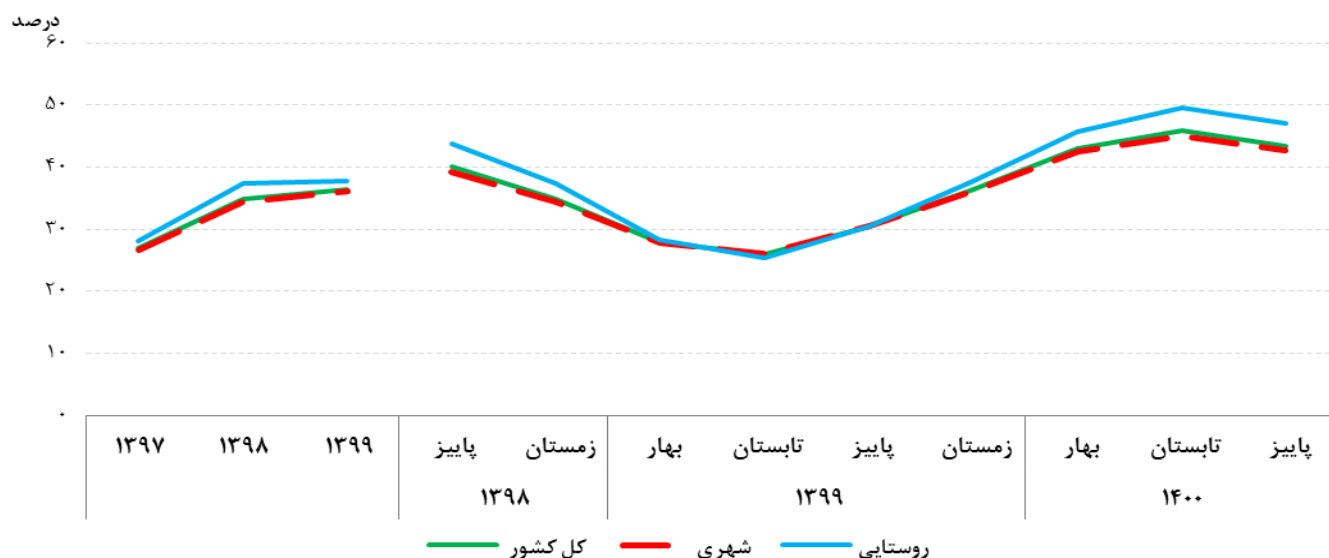 درصد
۶۰
۵۰
۴۰
۳۰
۲۰
۱۰
۰
۱۳۹۷ ۱۳۹۸ ۱۳۹۹ پاییز زمستان بهار تابستان پاییز زمستان بهار تابستان پاییز
۱۳۹۸ ۱۳۹۹ ۱۴۰۰
کل کشور شهری روستایی